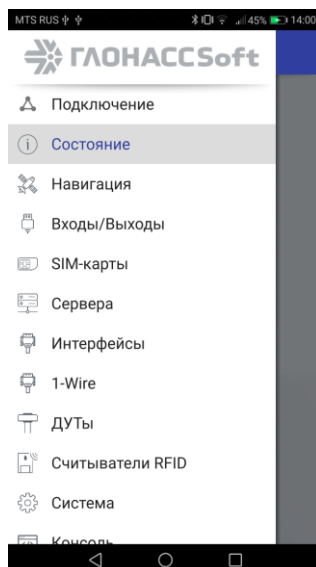 MTS RUS 45% 14:00
ГЛОНАССSoft
Подключение
Состояние
Навигация
Входы/Выходы
SIM-карты
Сервера
Интерфейсы
1-Wire
ДУТы
Считыватели RFID
Система
Консоль